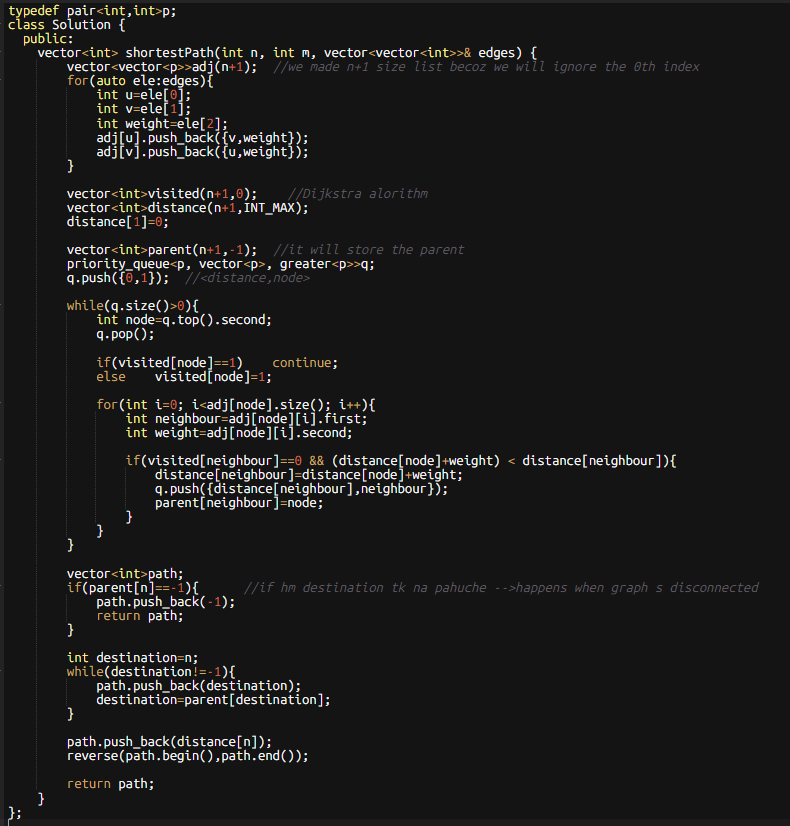 typedef pair<int,int>p;
class Solution {
  public:
    vector<int> shortestPath(int n, int m, vector<vector<int>>& edges) {
        vector<vector<p>>adj(n+1);  //we made n+1 size list becoz we will ignore the 0th index
        for(auto ele:edges){
            int u=ele[0];
            int v=ele[1];
            int weight=ele[2];
            adj[u].push_back({v,weight});
            adj[v].push_back({u,weight});
        }

        vector<int>visited(n+1,0);    //Dijkstra alorithm
        vector<int>distance(n+1,INT_MAX);
        distance[1]=0;

        vector<int>parent(n+1,-1);  //it will store the parent
        priority_queue<p, vector<p>, greater<p>>q;
        q.push({0,1});  //<distance,node>

        while(q.size()>0){
            int node=q.top().second;
            q.pop();

            if(visited[node]==1)    continue;
            else    visited[node]=1;

            for(int i=0; i<adj[node].size(); i++){
                int neighbour=adj[node][i].first;
                int weight=adj[node][i].second;

                if(visited[neighbour]==0 && (distance[node]+weight) < distance[neighbour]){
                    distance[neighbour]=distance[node]+weight;
                    q.push({distance[neighbour],neighbour});
                    parent[neighbour]=node;
                }
            }
        }

        vector<int>path;
        if(parent[n]==-1){      //if hm destination tk na pahuche -->happens when graph s disconnected
            path.push_back(-1);
            return path;
        }

        int destination=n;
        while(destination!=-1){
            path.push_back(destination);
            destination=parent[destination];
        }

        path.push_back(distance[n]);
        reverse(path.begin(),path.end());

        return path;
    }
};